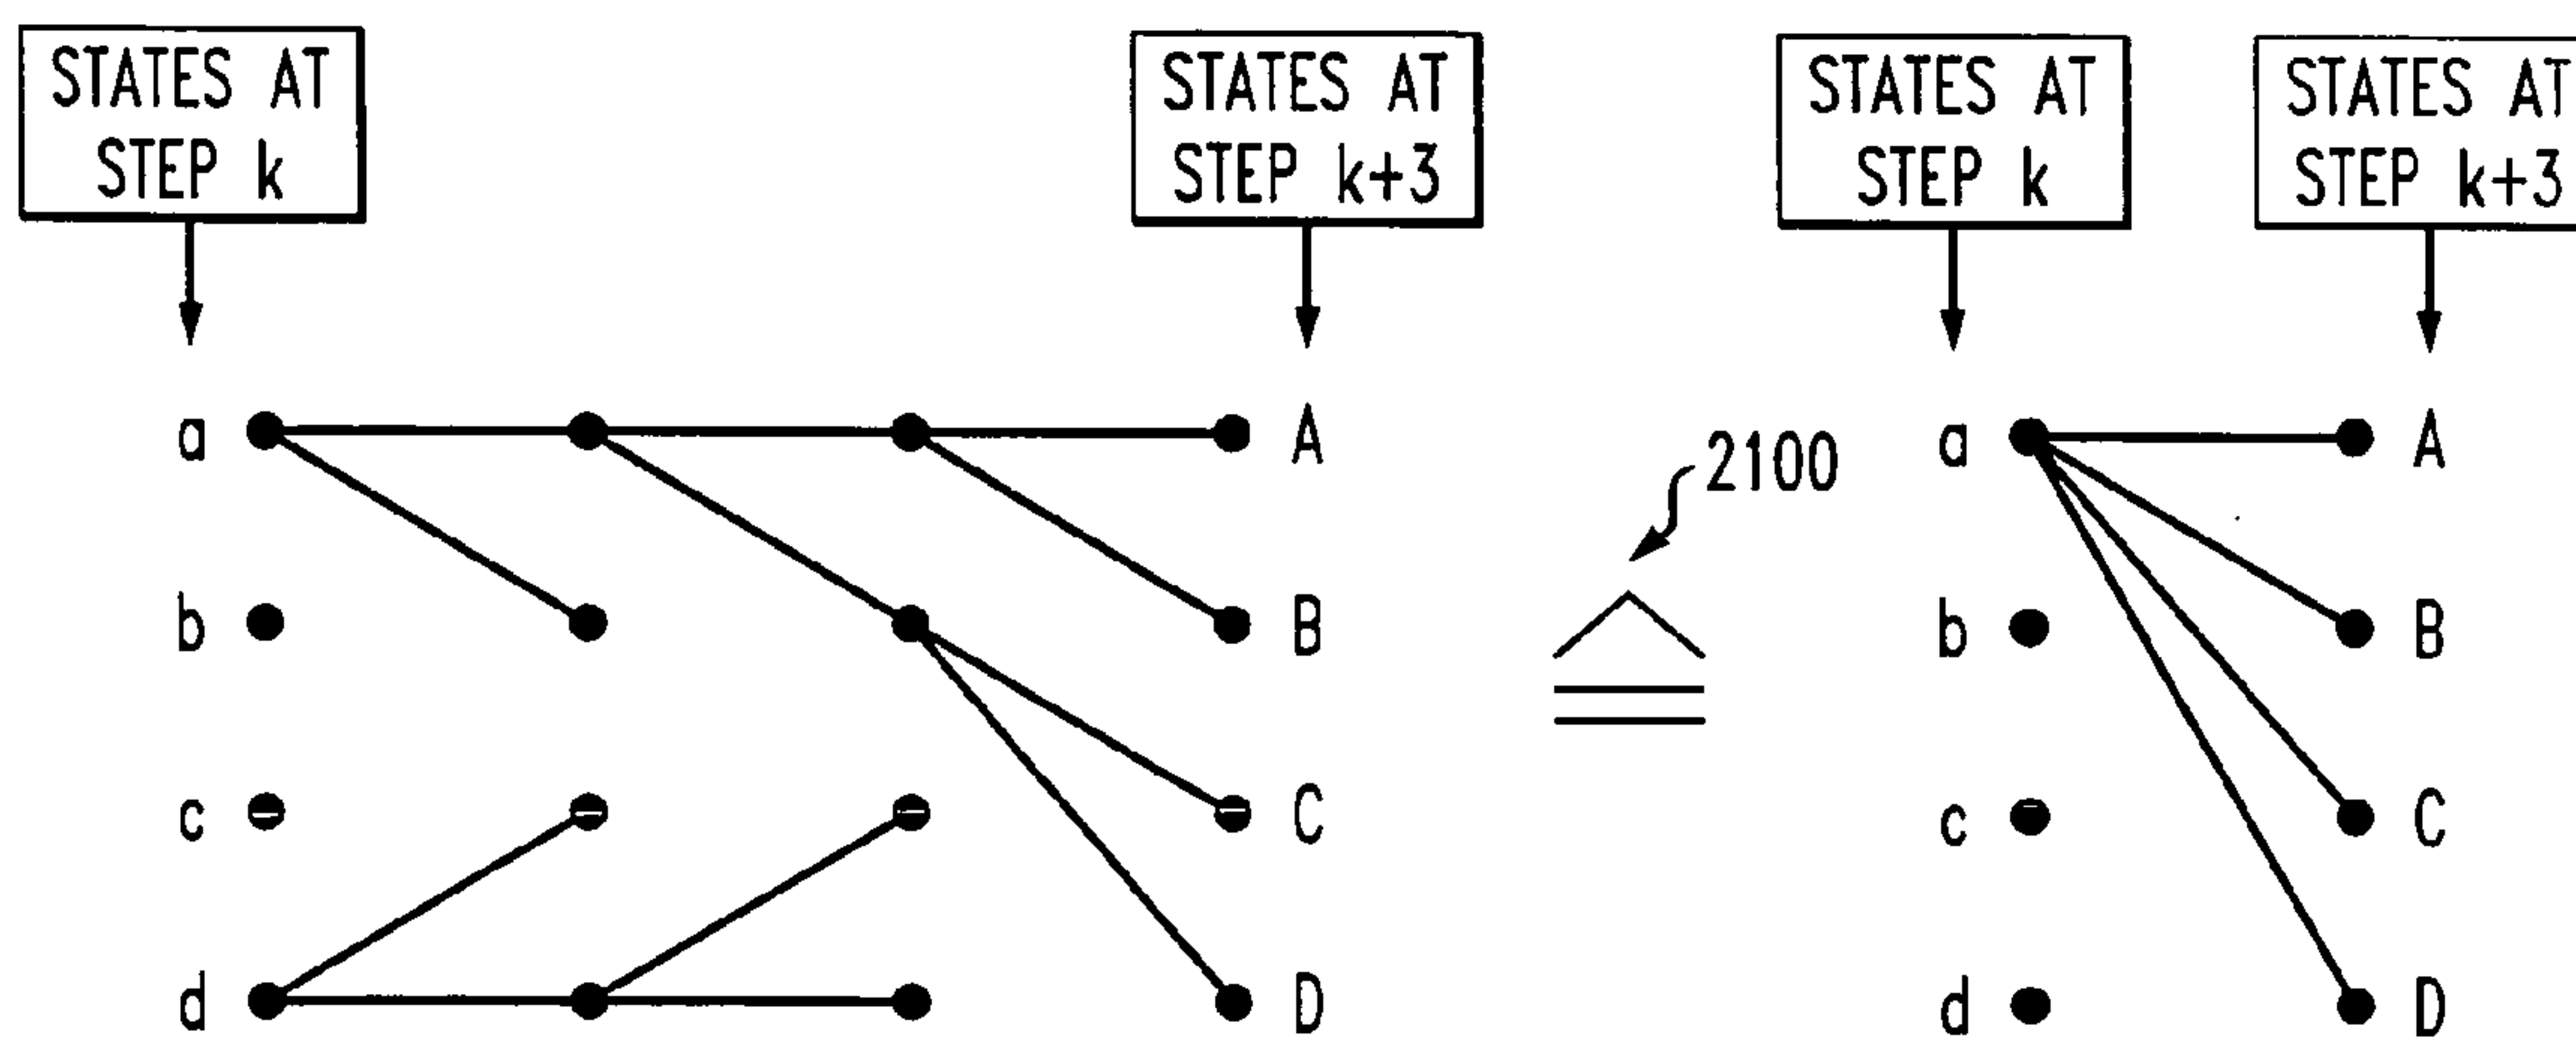 STATES AT
STEP k
STATES AT
STEP k+3
STATES AT
STEP k
STATES AT
STEP k+3
a
A
2100
a
A
b
B
b
B
c
C
c
C
d
D
d
D